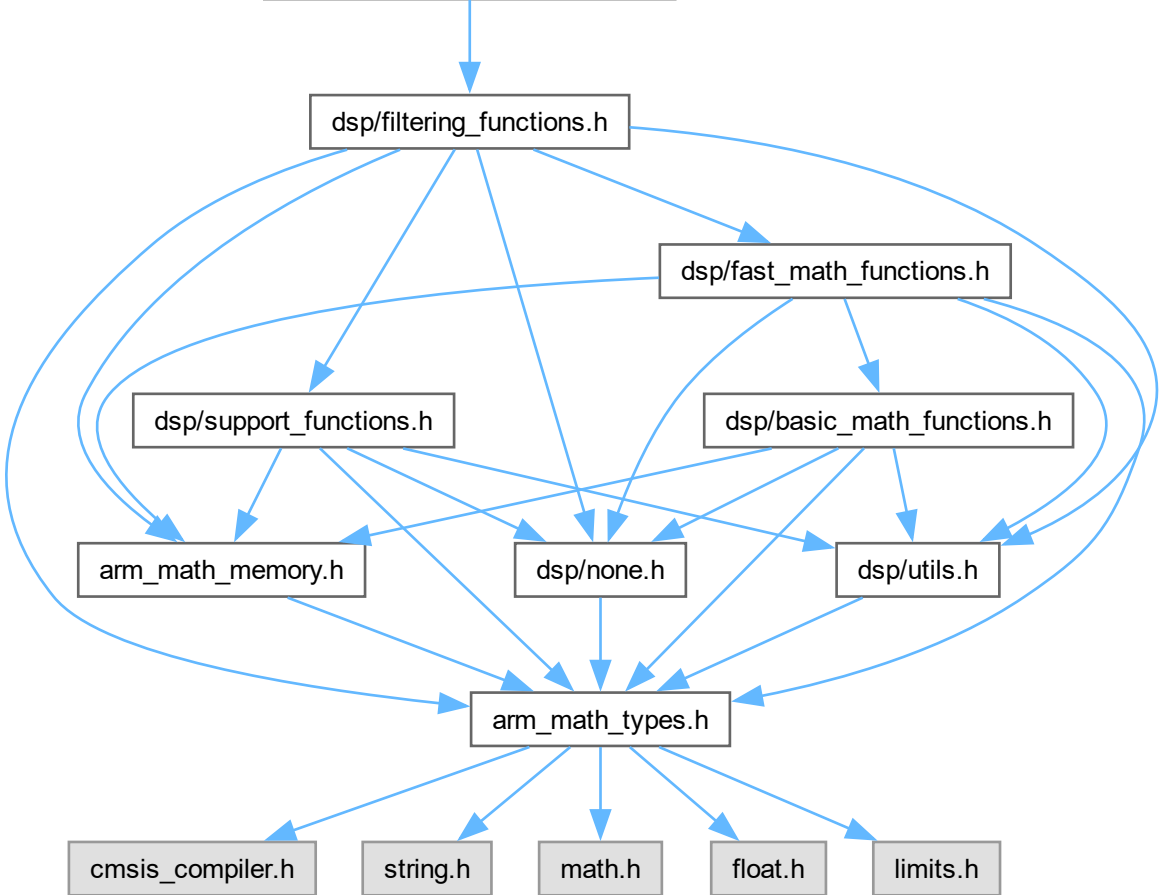 dsp/filtering_functions.h
dsp/fast_math_functions.h
dsp/support_functions.h
dsp/basic_math_functions.h
arm_math_memory.h
dsp/none.h
dsp/utils.h
arm_math_types.h
cmsis_compiler.h
string.h
math.h
float.h
limits.h